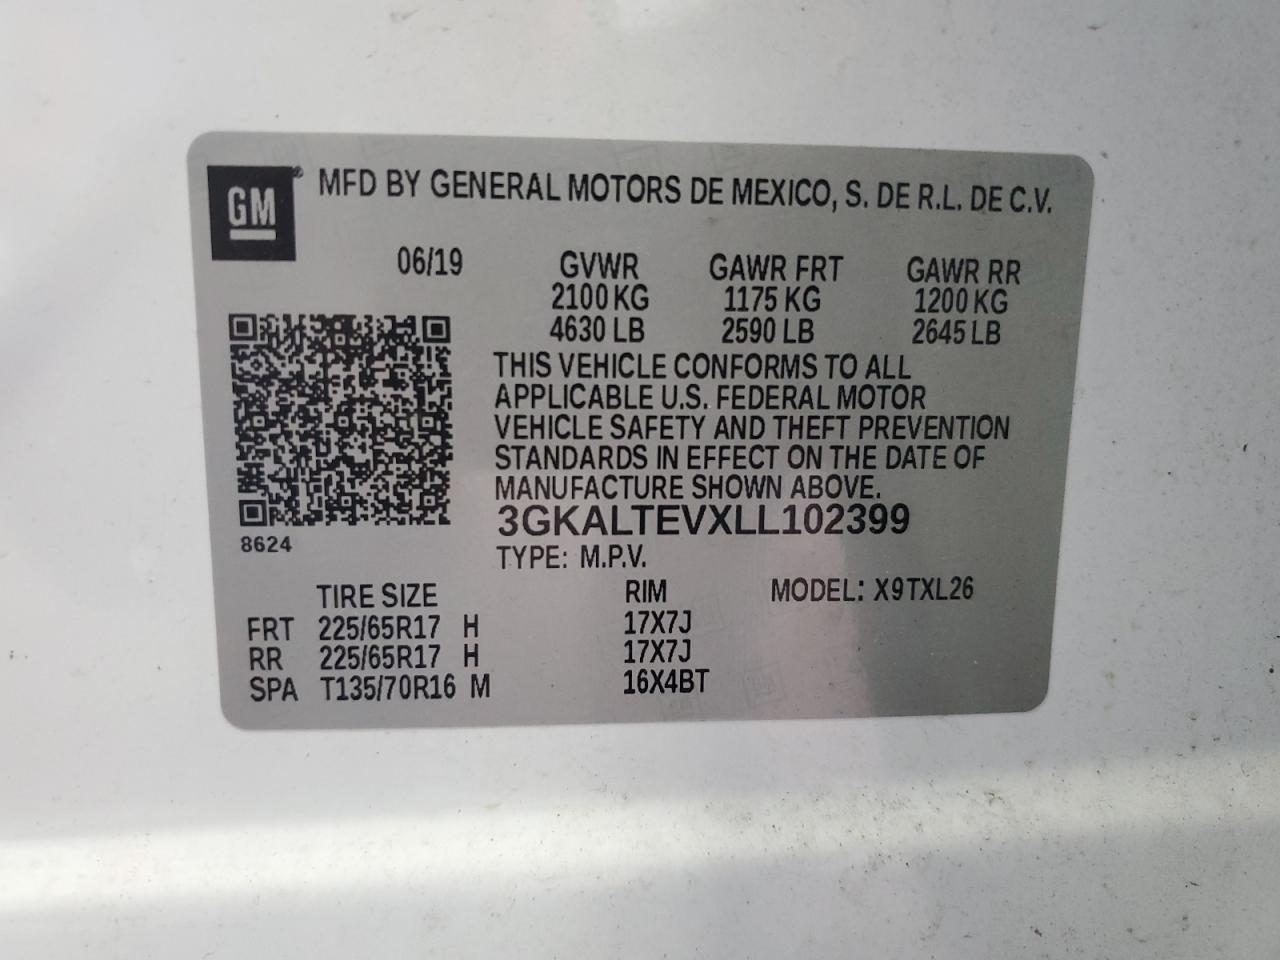 GM ® MFD BY GENERAL MOTORS DE MEXICO, S. DE R.L. DE C.V.
06/19 GVWR GAWR FRT GAWR RR
2100 KG 1175 KG 1200 KG
4630 LB 2590 LB 2645 LB
THIS VEHICLE CONFORMS TO ALL
APPLICABLE U.S. FEDERAL MOTOR
VEHICLE SAFETY AND THEFT PREVENTION
STANDARDS IN EFFECT ON THE DATE OF
MANUFACTURE SHOWN ABOVE.
3GKALTEVXLL102399
8624
TYPE: M.P.V.
TIRE SIZE RIM MODEL: X9TXL26
FRT 225/65R17 H 17X7J
RR 225/65R17 H 17X7J
SPA T135/70R16 M 16X4BT